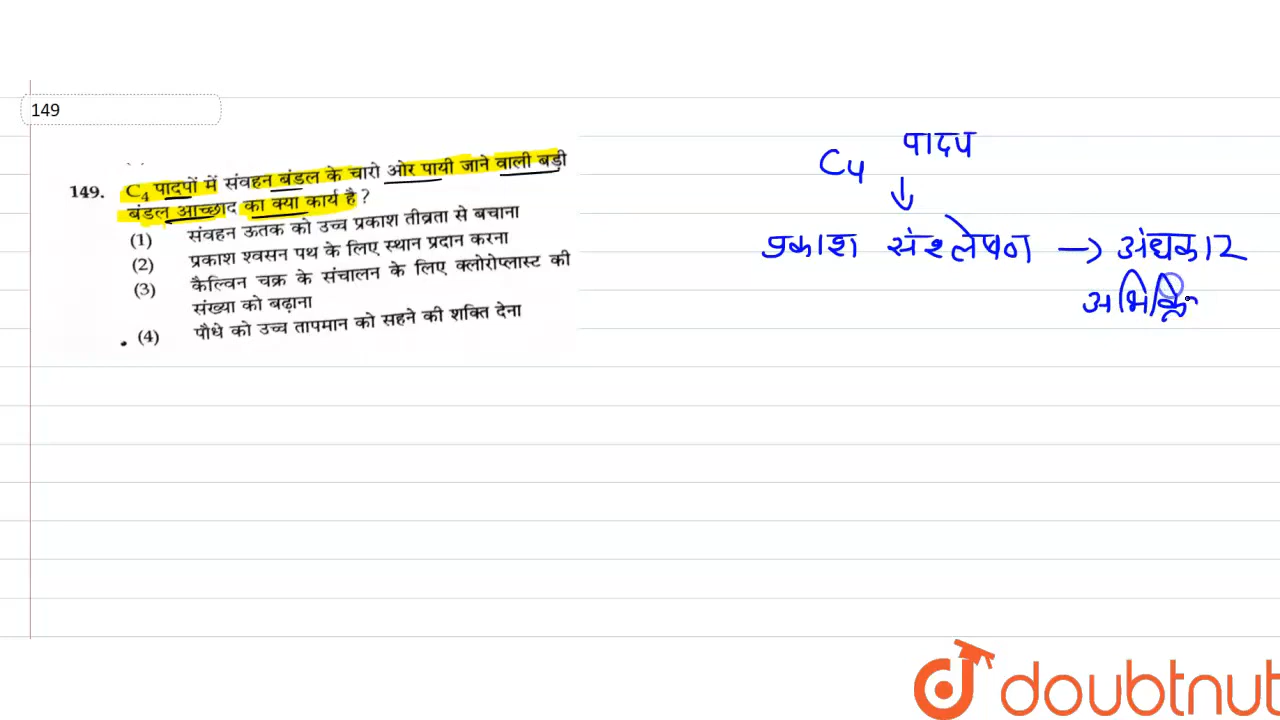 149
149. C4 पादपों में संवहन बंडल के चारो ओर पायी जाने वाली बड़ी
बंडल आच्छाद का क्या कार्य है ?
(1) संवहन ऊतक को उच्च प्रकाश तीव्रता से बचाना
(2) प्रकाश श्वसन पथ के लिए स्थान प्रदान करना
(3) कैल्विन चक्र के संचालन के लिए क्लोरोप्लास्ट की
संख्या को बढ़ाना
(4) पौधे को उच्च तापमान को सहने की शक्ति देना
C4 पादप
↓
प्रकाश संश्लेषण → अंधकार
doubtnut